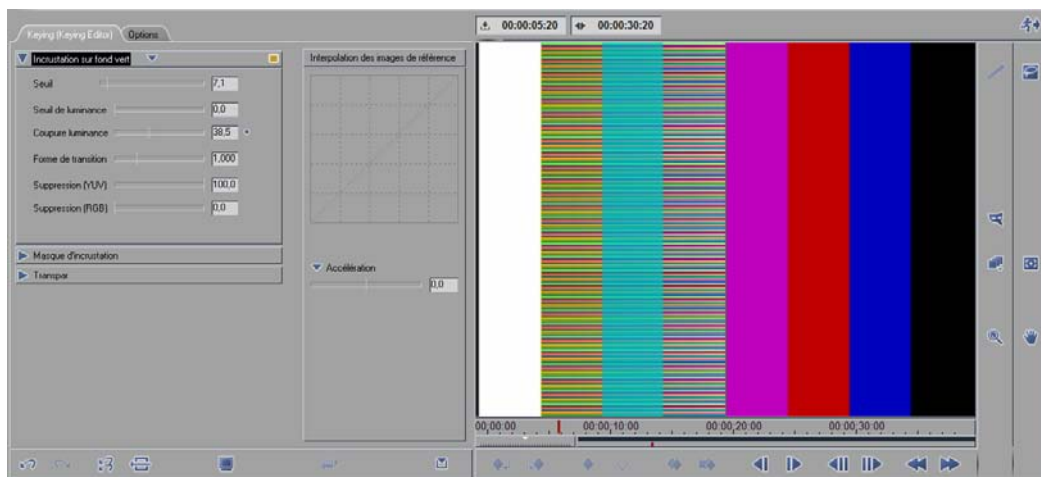 Keying (Keying Editor) Options
00:00:05:20 00:00:30:20
Incrustation sur fond vert
Interpolation des images de référence
Seuil 7,1
Seuil de luminance 0,0
Coupure luminance 38,5
Forme de transition 1,000
Suppression (YUV) 100,0
Suppression (RGB) 0,0
Masque d'incrustation
Transpar
Accélération
0,0
00;00:00 00:00;10:00 00:00;20:00 00:00;30:00